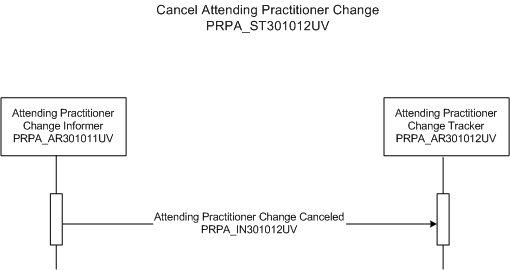 Cancel Attending Practitioner Change
PRPA_ST301012UV
Attending Practitioner
Change Informer
PRPA_AR301011UV
Attending Practitioner
Change Tracker
PRPA_AR301012UV
Attending Practitioner Change Canceled
PRPA_IN301012UV